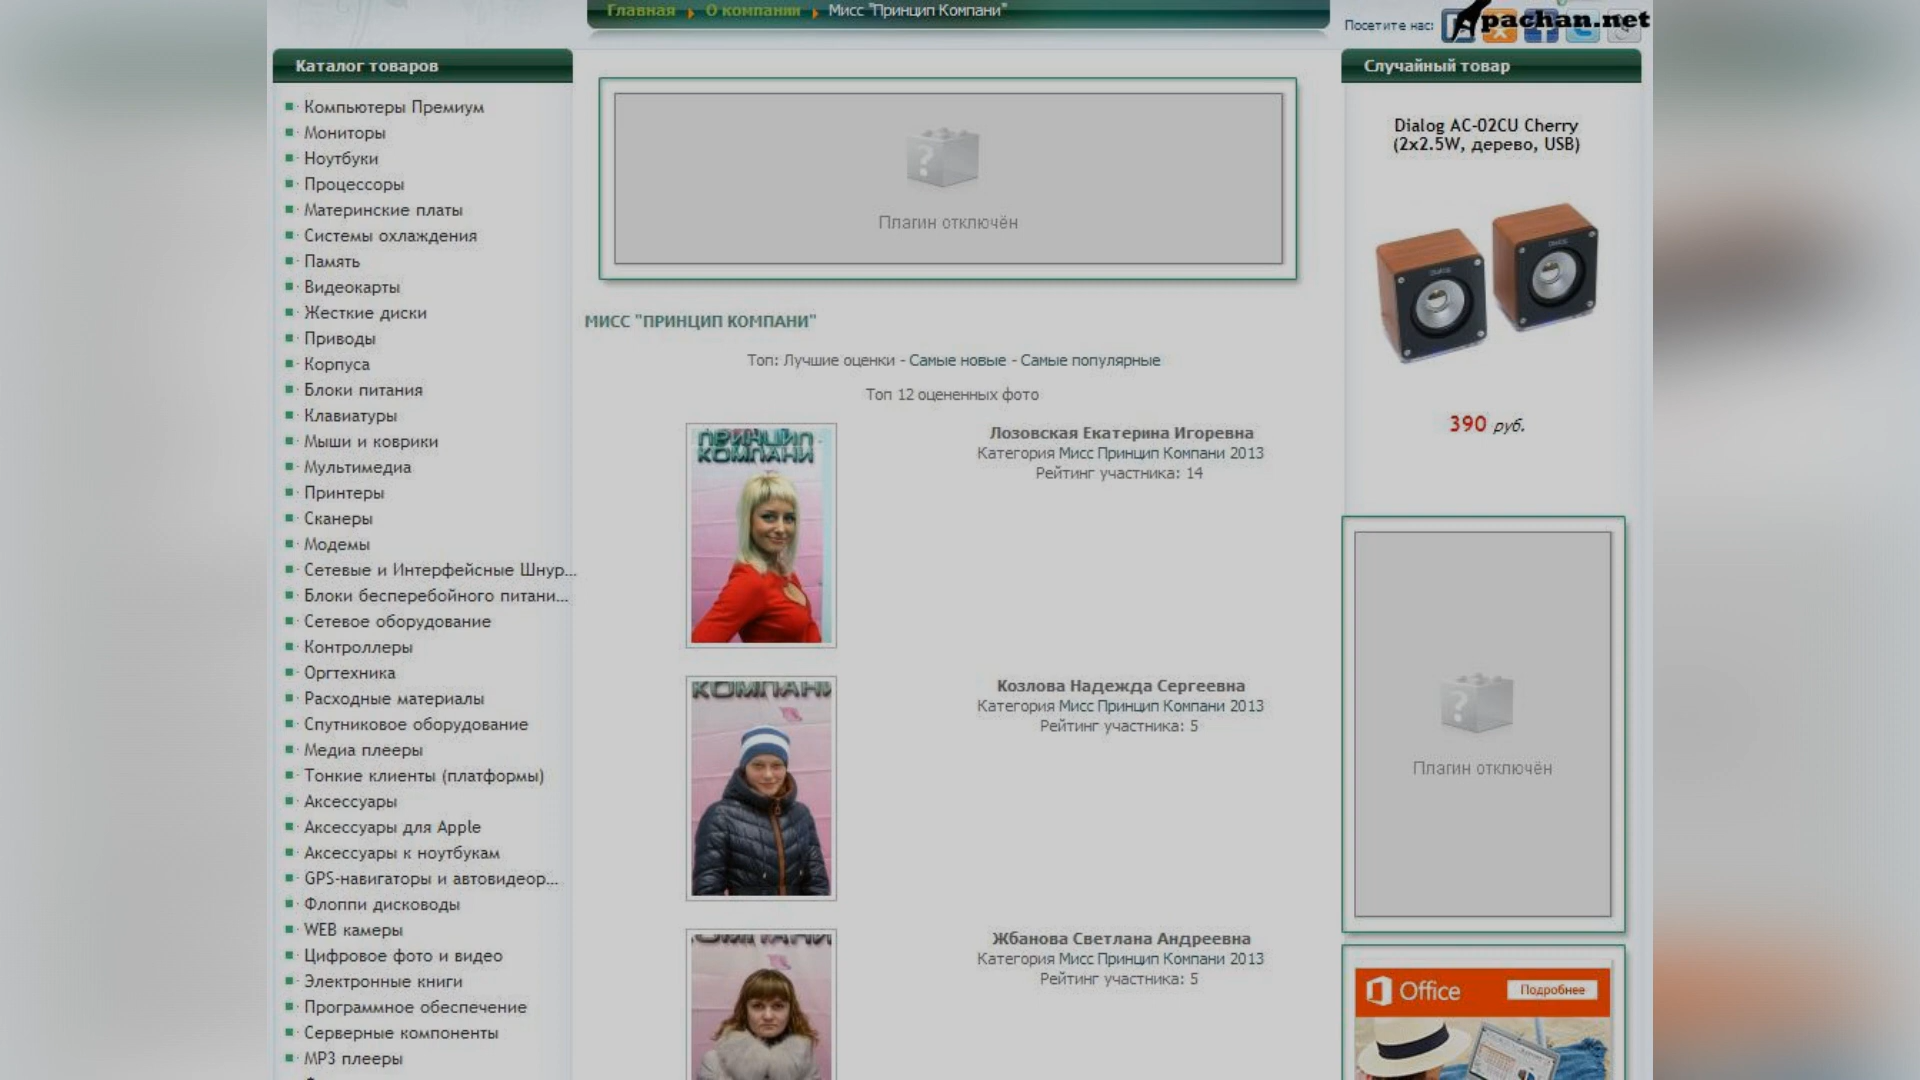 Главная О компании Мисс "Принцип Компани"
Посетите нас:
pachan.net
Каталог товаров
Компьютеры Премиум
Мониторы
Ноутбуки
Процессоры
Материнские платы
Системы охлаждения
Память
Видеокарты
Жесткие диски
Приводы
Корпуса
Блоки питания
Клавиатуры
Мыши и коврики
Мультимедиа
Принтеры
Сканеры
Модемы
Сетевые и Интерфейсные Шнур...
Блоки бесперебойного питани...
Сетевое оборудование
Контроллеры
Оргтехника
Расходные материалы
Спутниковое оборудование
Медиа плееры
Тонкие клиенты (платформы)
Аксессуары
Аксессуары для Apple
Аксессуары к ноутбукам
GPS-навигаторы и автовидеор...
Флоппи дисководы
WEB камеры
Цифровое фото и видео
Электронные книги
Программное обеспечение
Серверные компоненты
MP3 плееры
Плагин отключён
МИСС "ПРИНЦИП КОМПАНИ"
Топ: Лучшие оценки - Самые новые - Самые популярные
Топ 12 оцененных фото
ПРИНЦИП
КОМПАНИ
Лозовская Екатерина Игоревна
Категория Мисс Принцип Компани 2013
Рейтинг участника: 14
КОМПАНИ
Козлова Надежда Сергеевна
Категория Мисс Принцип Компани 2013
Рейтинг участника: 5
КОМПАНИ
Жбанова Светлана Андреевна
Категория Мисс Принцип Компани 2013
Рейтинг участника: 5
Случайный товар
Dialog AC-02CU Cherry
(2x2.5W, дерево, USB)
390 руб.
Плагин отключён
Office
Подробнее